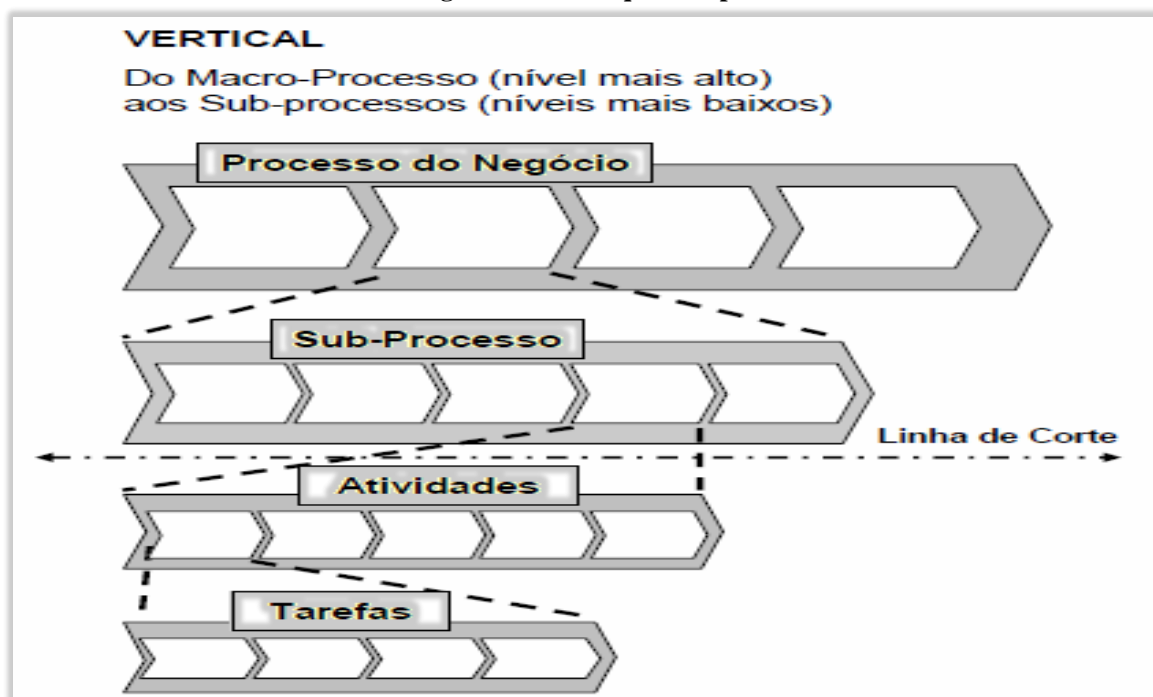 VERTICAL
Do Macro-Processo (nível mais alto)
aos Sub-processos (níveis mais baixos)
Processo do Negócio
Sub-Processo
Linha de Corte
Atividades
Tarefas